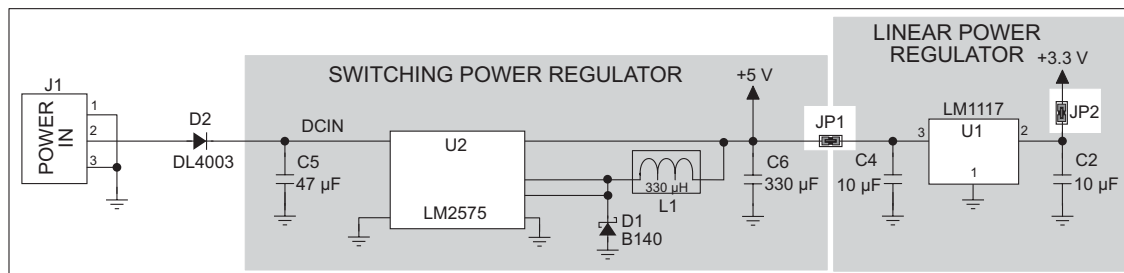 LINEAR POWER
REGULATOR
SWITCHING POWER REGULATOR
+5 V
+3.3 V
J1
POWER
IN
1
2
3
D2
DL4003
DCIN
C5
47 µF
U2
LM2575
330 µH
L1
D1
B140
C6
330 µF
JP1
C4
10 µF
LM1117
3
U1
2
1
JP2
C2
10 µF